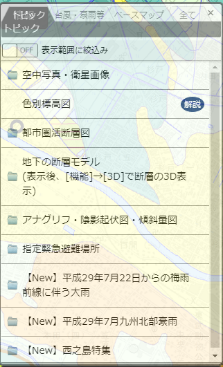 トピック 台風・豪雨等 ベースマップ 全て ×
トピック
OFF 表示範囲に絞込み
空中写真・衛星画像
色別標高図 解説
都市圏活断層図
地下の断層モデル
(表示後、[機能]→[3D]で断層の3D表
示)
アナグリフ・陰影起伏図・傾斜量図
指定緊急避難場所
【New】平成29年7月22日からの梅雨
前線に伴う大雨
【New】平成29年7月九州北部豪雨
【New】西之島特集